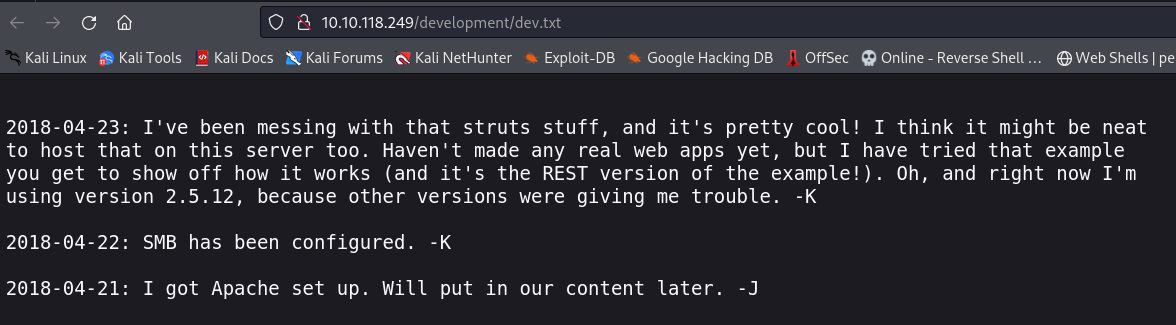 10.10.118.249/development/dev.txt
Kali Linux Kali Tools Kali Docs Kali Forums Kali NetHunter Exploit-DB Google Hacking DB OffSec Online - Reverse Shell … Web Shells | pe
2018-04-23: I've been messing with that struts stuff, and it's pretty cool! I think it might be neat
to host that on this server too. Haven't made any real web apps yet, but I have tried that example
you get to show off how it works (and it's the REST version of the example!). Oh, and right now I'm
using version 2.5.12, because other versions were giving me trouble. -K
2018-04-22: SMB has been configured. -K
2018-04-21: I got Apache set up. Will put in our content later. -J